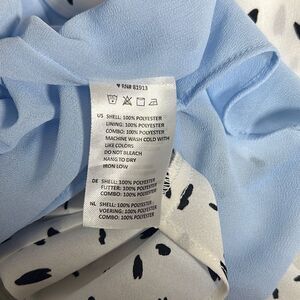 ♥ RN# 81913
US SHELL: 100% POLYESTER
LINING: 100% POLYESTER
COMBO: 100% POLYESTER
MACHINE WASH COLD WITH
LIKE COLORS
DO NOT BLEACH
HANG TO DRY
IRON LOW
DE SHELL: 100% POLYESTER
FUTTER: 100% POLYESTER
COMBO: 100% POLYESTER
NL SHELL: 100% POLYESTER
VOERING: 100% POLYESTER
COMBO: 100% POLYESTER